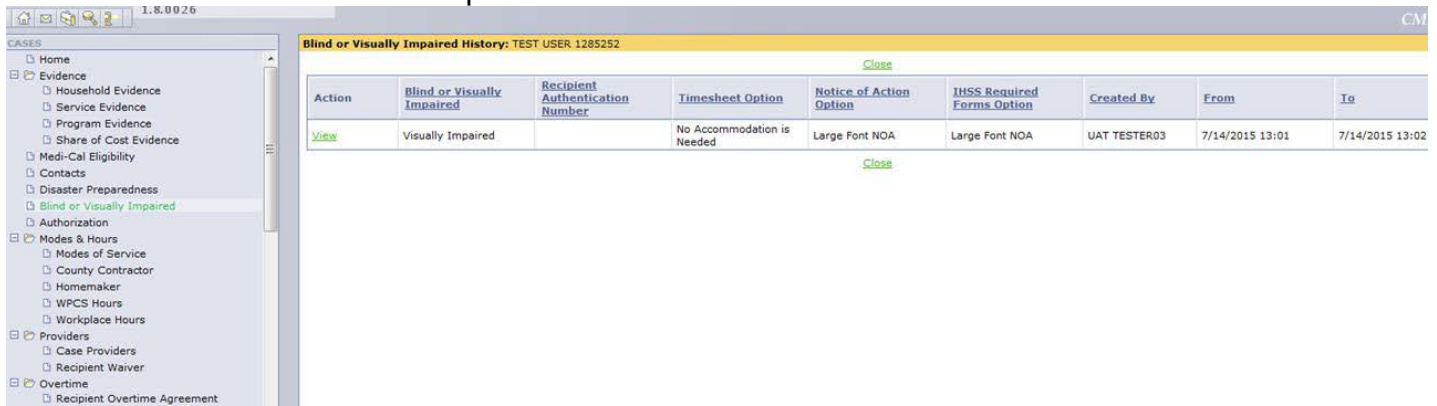 1.8.0026
CM
CASES
Home
Evidence
Household Evidence
Service Evidence
Program Evidence
Share of Cost Evidence
Medi-Cal Eligibility
Contacts
Disaster Preparedness
Blind or Visually Impaired
Authorization
Modes & Hours
Modes of Service
County Contractor
Homemaker
WPCS Hours
Workplace Hours
Providers
Case Providers
Recipient Waiver
Overtime
Recipient Overtime Agreement
Blind or Visually Impaired History: TEST USER 1285252
Close
Action
Blind or Visually
Impaired
Recipient
Authentication
Number
Timesheet Option
Notice of Action
Option
IHSS Required
Forms Option
Created By
From
To
View
Visually Impaired
No Accommodation is
Needed
Large Font NOA
Large Font NOA
UAT TESTER03
7/14/2015 13:01
7/14/2015 13:02
Close